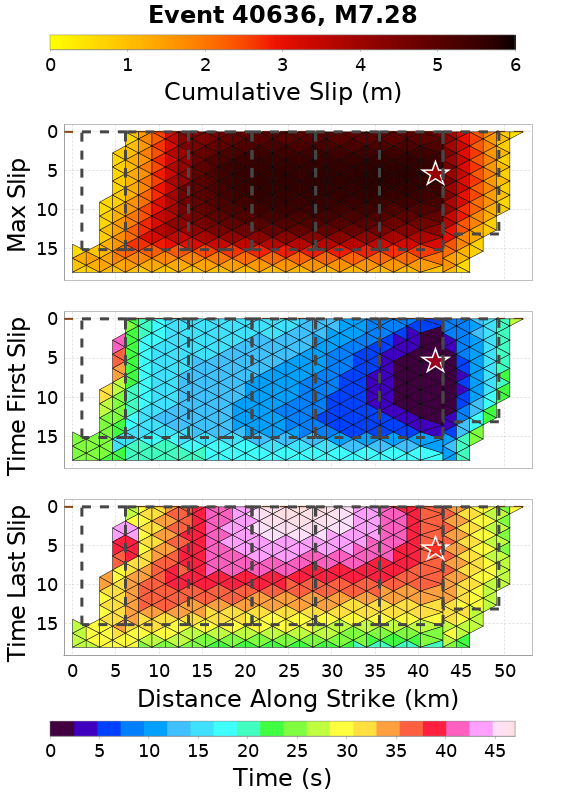 Event 40636, M7.28
0 1 2 3 4 5 6
Cumulative Slip (m)
Max Slip
0
5
10
15
Time First Slip
0
5
10
15
Time Last Slip
0
5
10
15
0 5 10 15 20 25 30 35 40 45 50
Distance Along Strike (km)
0 5 10 15 20 25 30 35 40 45
Time (s)